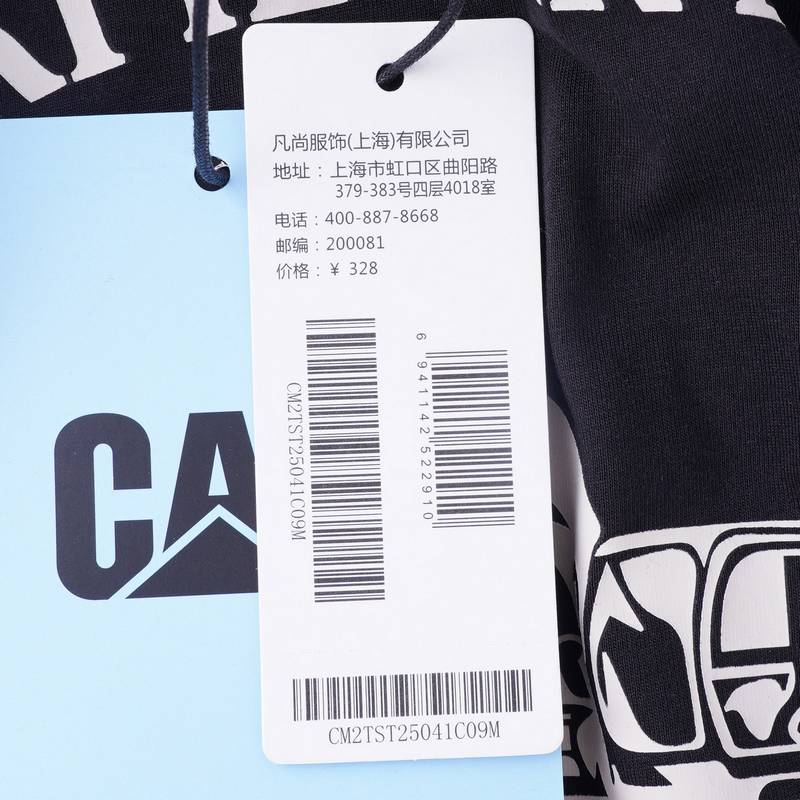 凡尚服饰(上海)有限公司
地址：上海市虹口区曲阳路
379-383号四层4018室
电话：400-887-8668
邮编：200081
价格：￥ 328
CM2TST25041C09M
6 941142 522910
CM2TST25041C09M
CA